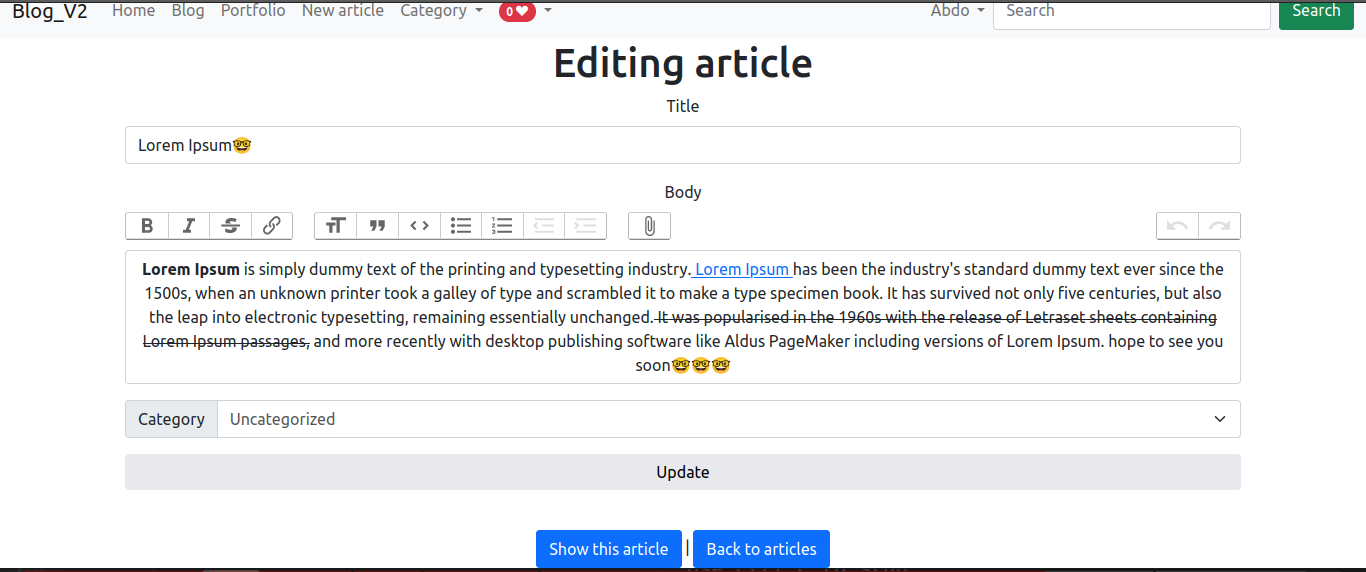 Blog_V2 Home Blog Portfolio New article Category 0❤ Abdo Search Search
Editing article
Title
Lorem Ipsum🤓
Body
Lorem Ipsum is simply dummy text of the printing and typesetting industry. Lorem Ipsum has been the industry's standard dummy text ever since the
1500s, when an unknown printer took a galley of type and scrambled it to make a type specimen book. It has survived not only five centuries, but also
the leap into electronic typesetting, remaining essentially unchanged. It was popularised in the 1960s with the release of Letraset sheets containing
Lorem Ipsum passages, and more recently with desktop publishing software like Aldus PageMaker including versions of Lorem Ipsum. hope to see you
soon🤓🤓🤓
Category Uncategorized
Update
Show this article | Back to articles